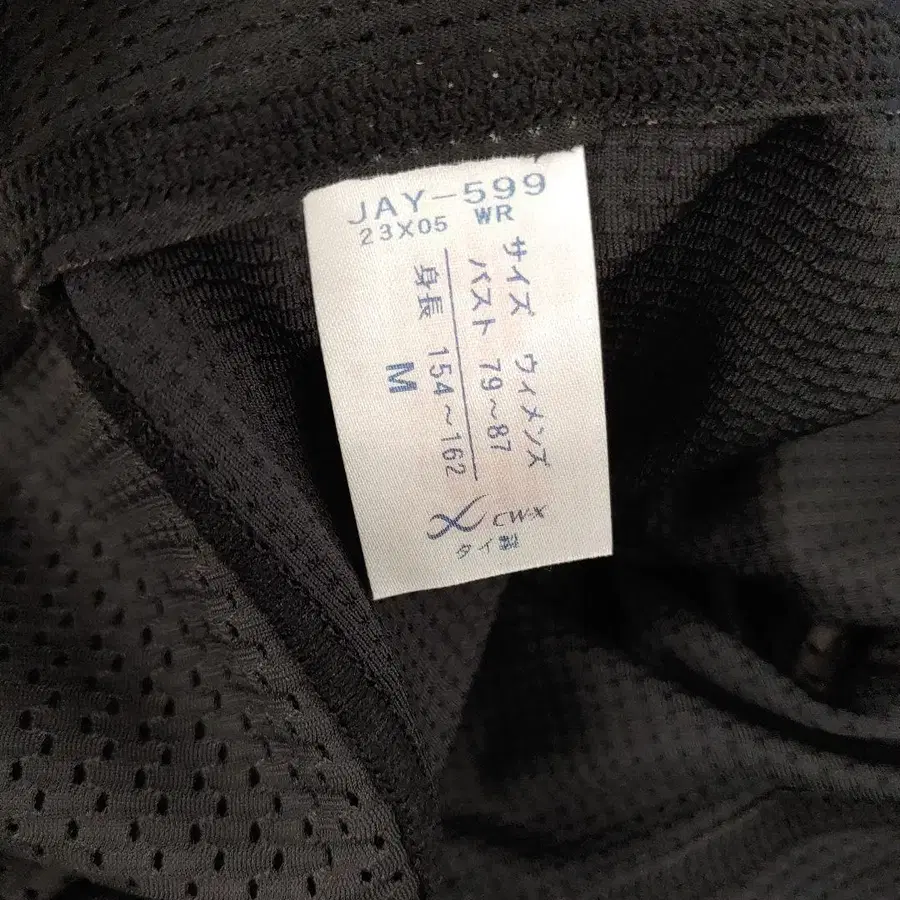 JAY-599
23X05 WR
サイズ ウィメンズ
バスト 79~87
身長 154~162
M
CW-X
タイ製